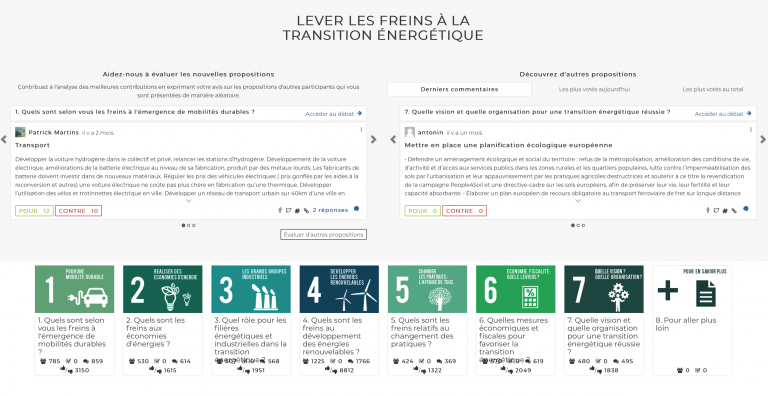 LEVER LES FREINS À LA
TRANSITION ÉNERGÉTIQUE
Aidez-nous à évaluer les nouvelles propositions
Contribuez à l'analyse des meilleures contributions en exprimant votre avis sur les propositions d'autres participants qui vous
sont présentées de manière aléatoire.
1. Quels sont selon vous les freins à l'émergence de mobilités durables ?
Accéder au débat
Patrick Martins il y a 2 mois
Transport
Développer la voiture hydrogène dans le collectif et privé, relancer les stations d'hydrogène. Développement de la voiture
électrique, améliorations de la batterie électrique au niveau de sa fabrication, produit par des métaux lourds. Les fabricants de
batterie doivent investir dans de nouveaux matériaux. Réguler les prix des véhicules électriques ( prix gonflés par les aides à la
reconversion et autres) une voiture électrique ne coûte pas plus chère en fabrication qu'une thermique. Développer
l'utilisation des vélos et trottinettes électrique en ville. Développer un réseau de transport urbain sur 40km d'une ville en
POUR 12 CONTRE 10
2 réponses
Évaluer d'autres propositions
Découvrez d'autres propositions
Derniers commentaires
Les plus votés aujourd'hui
Les plus votés au total
7. Quelle vision et quelle organisation pour une transition énergétique réussie ?
Accéder au débat
antonin il y a un mois
Mettre en place une planification écologique européenne
- Défendre un aménagement écologique et social du territoire : refus de la métropolisation, amélioration des conditions de vie,
d'activité et d'accès aux services publics dans les zones rurales et les quartiers populaires, lutte contre l'imperméabilisation des
sols par l'urbanisation et leur appauvrissement par les pratiques agricoles destructrices et soutenir à ce titre la revendication
de la campagne People4Soil et une directive-cadre sur les sols européens, afin de préserver leur vie, leur fertilité et leur
capacité absorbante. - Élargir un plan européen de recours obligatoire au transport ferroviaire de fret sur longue distance
POUR 0 CONTRE 0
1 POUR UNE
MOBILITÉ DURABLE
1. Quels sont selon
vous les freins à
l'émergence de
mobilités durables
?
785 0 859
/ 3150
2 RÉALISER DES
ÉCONOMIES D'ÉNERGIE
2. Quels sont les
freins aux
économies
d'énergies ?
530 0 614
/ 1615
3 LES GRANDS GROUPES
INDUSTRIELS
3. Quel rôle pour les
filières
énergétiques et
industrielles dans la
transition
568
/ 1951
4 DÉVELOPPER
LES ÉNERGIES
RENOUVELABLES
4. Quels sont les
freins au
développement
des énergies
renouvelables ?
1225 0 1766
/ 8812
5 CHANGER
LES PRATIQUES :
L'AFFAIRE DE TOUS
5. Quels sont les
freins relatifs au
changement des
pratiques ?
424 0 369
/ 1322
6 ÉCONOMIE, FISCALITÉ :
QUELS LEVIERS ?
6. Quelles mesures
économiques et
fiscales pour
favoriser la
transition
619
/ 2049
7 QUELLE VISION ?
QUELLE ORGANISATION ?
7. Quelle vision et
quelle organisation
pour une transition
énergétique réussie
?
480 0 495
/ 1838
POUR EN SAVOIR PLUS
8. Pour aller plus
loin
0 0